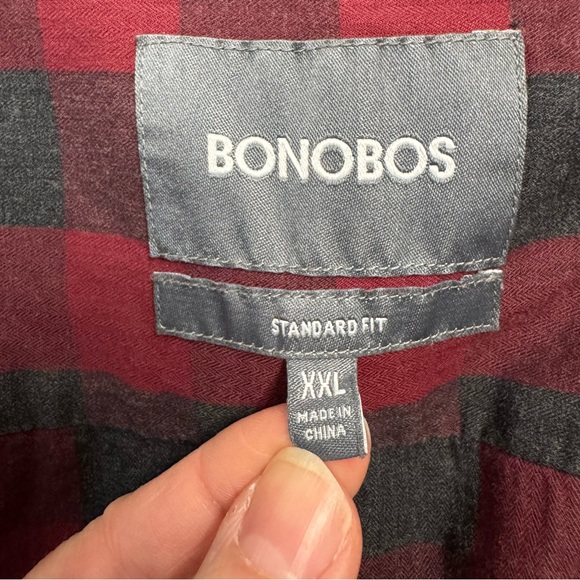 BONOBOS
STANDARD FIT
XXL
MADE IN
CHINA